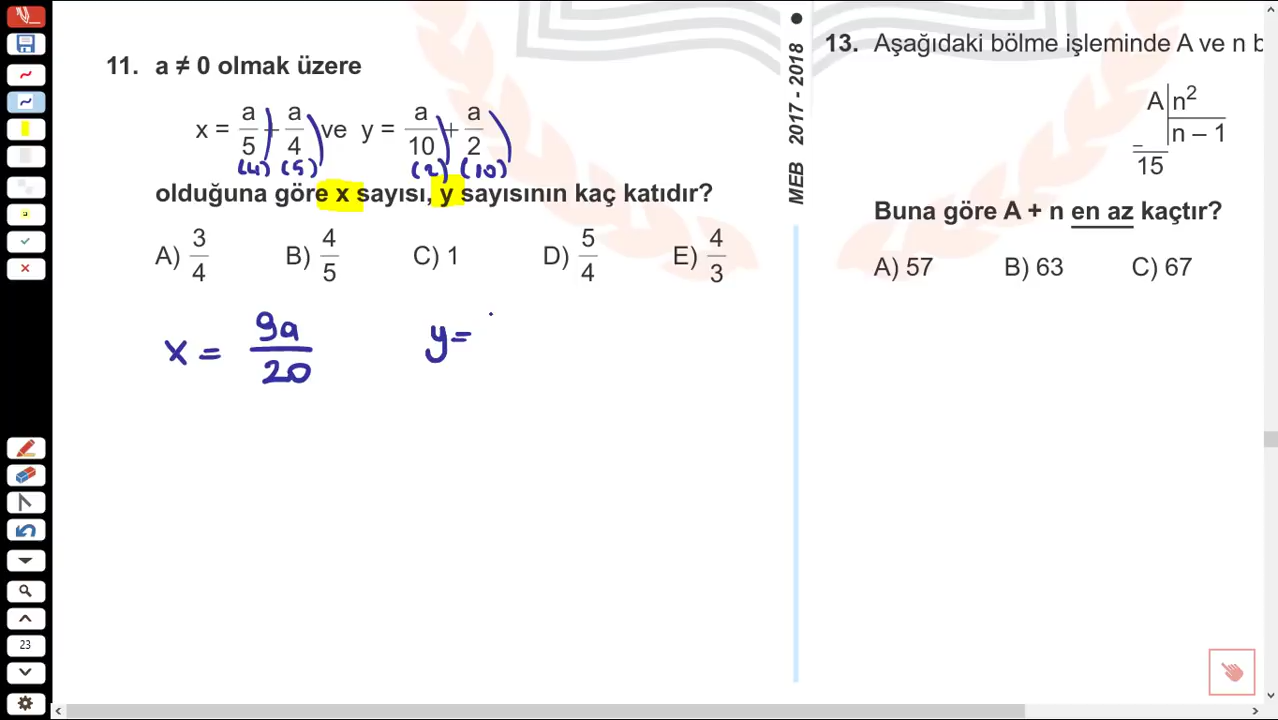 11. a ≠ 0 olmak üzere
x = a/5 + a/4 ve y = a/10 + a/2
(4) (5) (2) (10)
olduğuna göre x sayısı, y sayısının kaç katıdır?
A) 3/4 B) 4/5 C) 1 D) 5/4 E) 4/3
x = 9a/20 y=
MEB 2017 - 2018
13. Aşağıdaki bölme işleminde A ve n b
A n²
n – 1
–
15
Buna göre A + n en az kaçtır?
A) 57 B) 63 C) 67
23